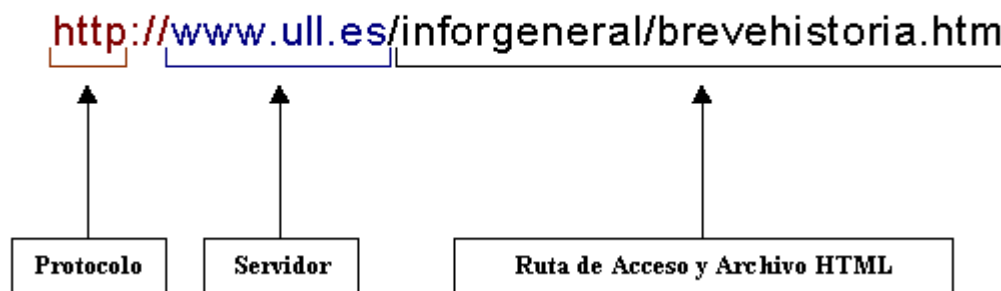 http://www.ull.es/inforgeneral/brevehistoria.htm
Protocolo
Servidor
Ruta de Acceso y Archivo HTML